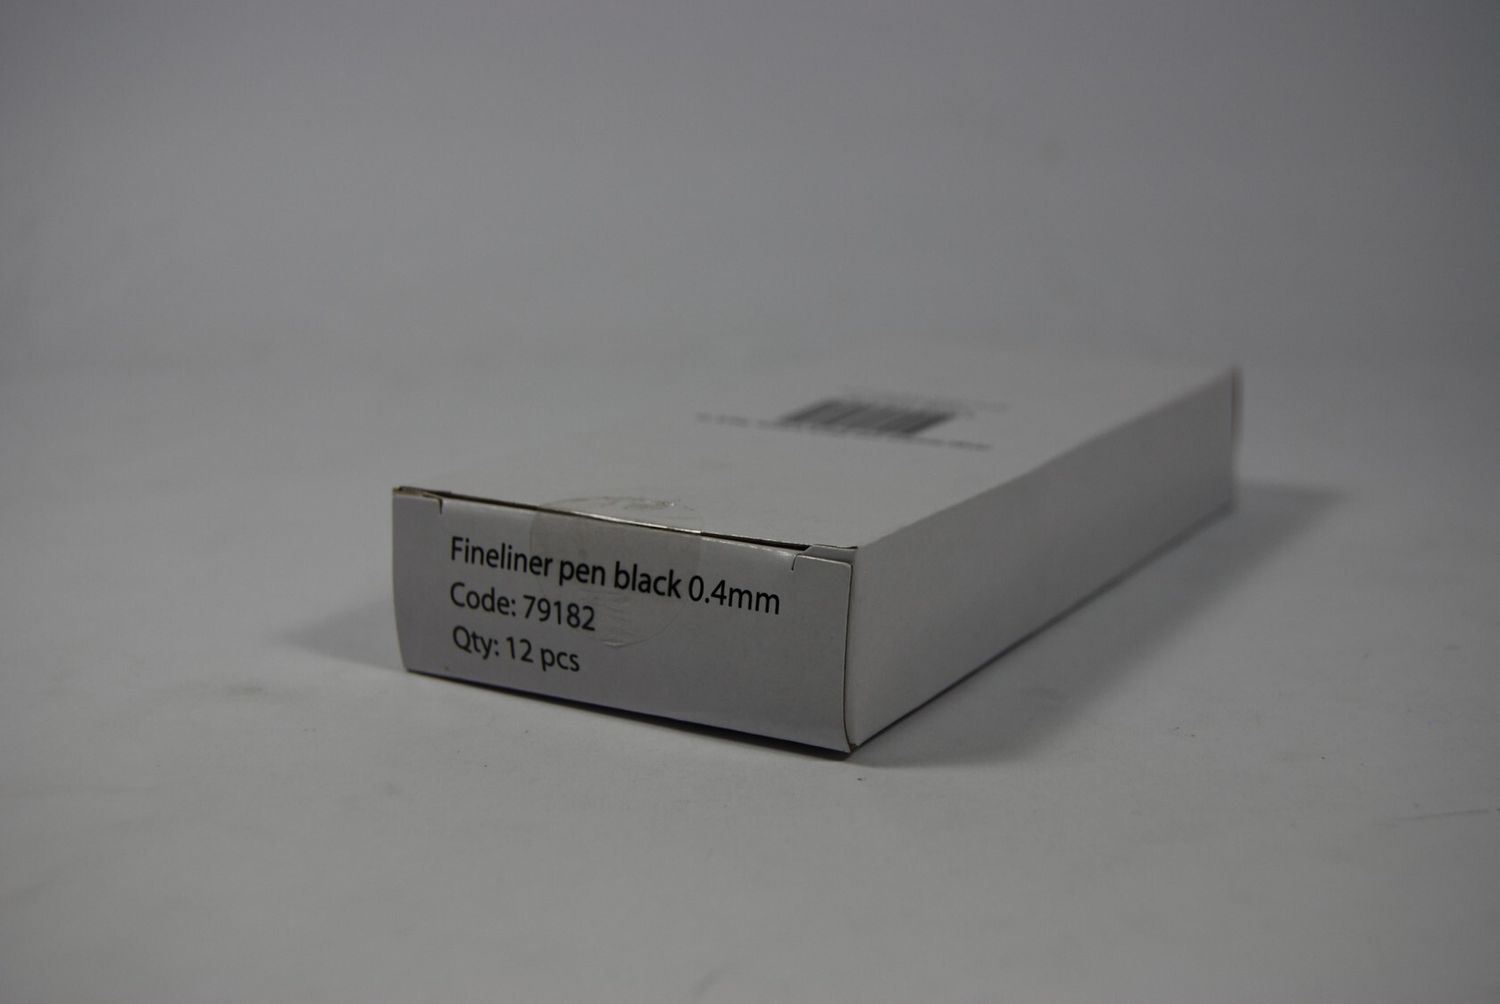 Fineliner pen black 0.4mm
Code: 79182
Qty: 12 pcs